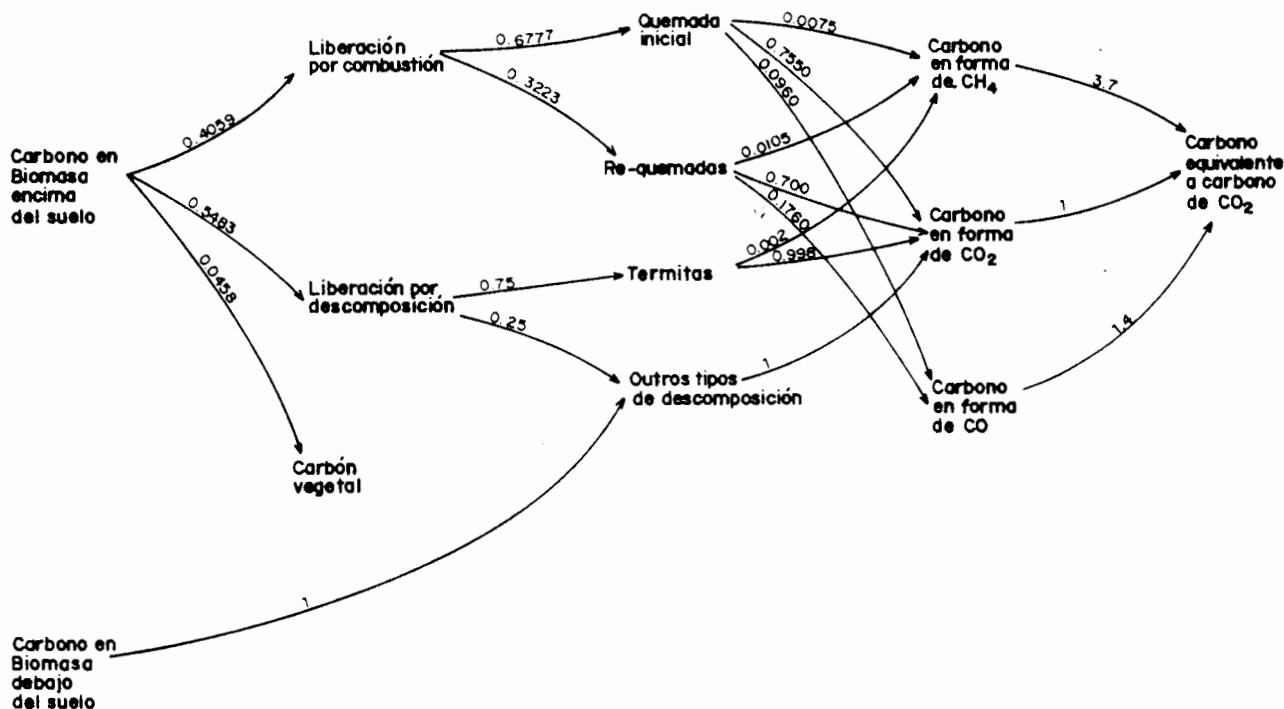 Carbono en
Biomasa
encima
del suelo
0.4059
0.5483
0.0458
Liberación
por combustión
0.6777
0.3223
Liberación por
descomposición
0.75
0.25
Carbón
vegetal
Carbono en
Biomasa
debajo
del suelo
1
Quemada
inicial
0.0075
0.7550
0.0960
Re-quemadas
0.0105
0.700
0.1760
Termitas
0.002
0.998
Outros tipos
de descomposición
1
Carbono
en forma
de CH4
3.7
Carbono
en forma
de CO2
1
Carbono
en forma
de CO
1.4
Carbono
equivalente
a carbono
de CO2